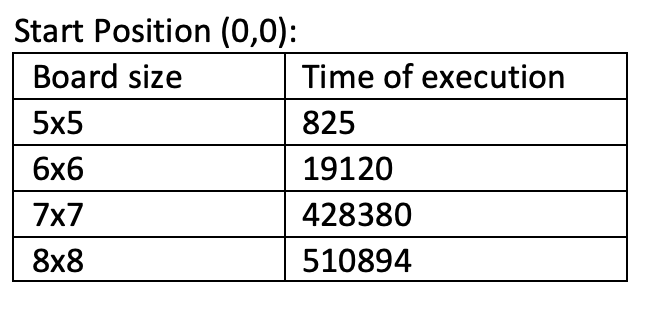 Start Position (0,0):
Board size Time of execution
5x5 825
6x6 19120
7x7 428380
8x8 510894